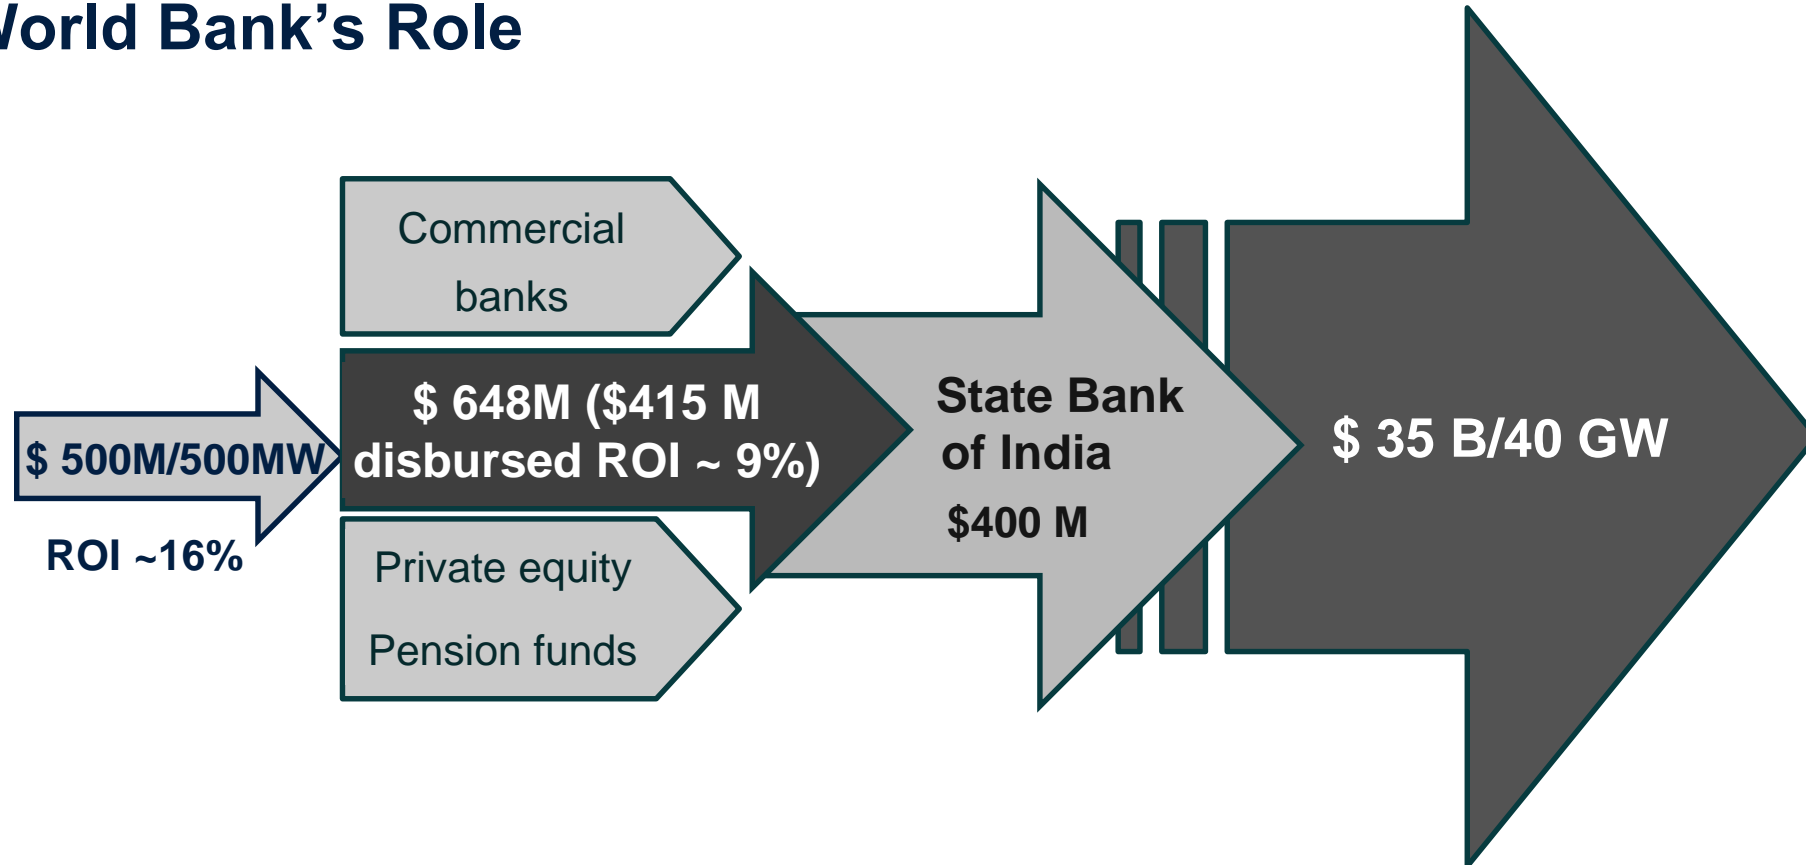 World Bank’s Role
Commercial
banks
$ 500M/500MW
ROI ~16%
$ 648M ($415 M
disbursed ROI ~ 9%)
Private equity
Pension funds
State Bank
of India
$400 M
$ 35 B/40 GW